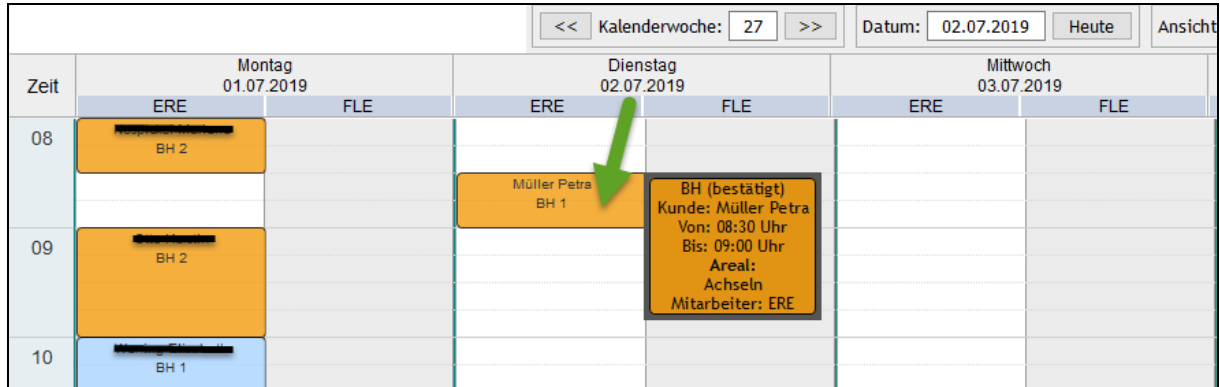 << Kalenderwoche: 27 >> Datum: 02.07.2019 Heute Ansicht
Zeit
Montag
01.07.2019
ERE FLE
Dienstag
02.07.2019
ERE FLE
Mittwoch
03.07.2019
ERE FLE
08
BH 2
Müller Petra
BH 1
BH (bestätigt)
Kunde: Müller Petra
Von: 08:30 Uhr
Bis: 09:00 Uhr
Areal:
Achseln
Mitarbeiter: ERE
09
BH 2
10
BH 1